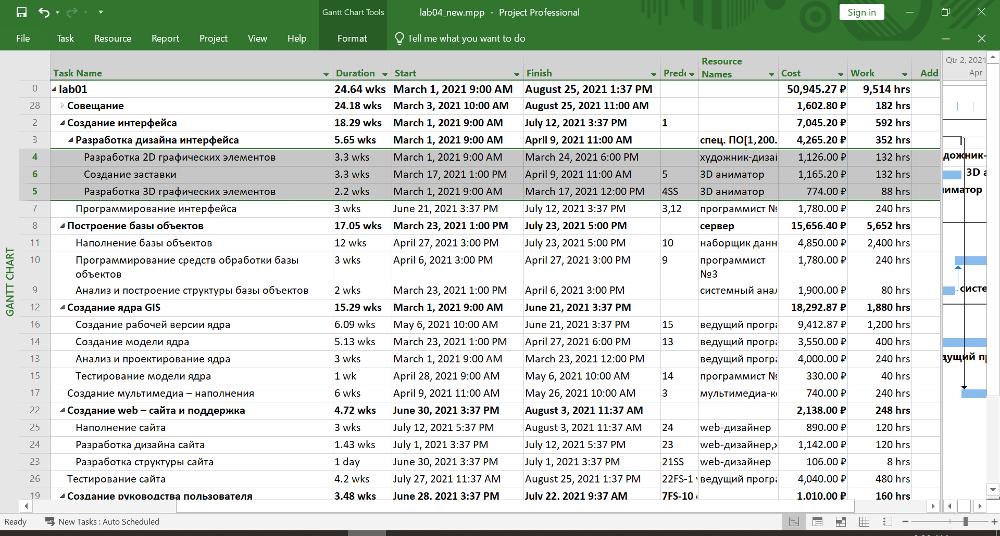 Gantt Chart Tools
lab04_new.mpp - Project Professional
Sign in
File Task Resource Report Project View Help Format Tell me what you want to do
Task Name Duration Start Finish Prede Resource Names Cost Work Add
Qtr 2, 2021
Apr
0 lab01 24.64 wks March 1, 2021 9:00 AM August 25, 2021 1:37 PM 50,945.27 ₽ 9,514 hrs
28 Совещание 24.18 wks March 3, 2021 10:00 AM August 25, 2021 11:00 AM 1,602.80 ₽ 182 hrs
2 Создание интерфейса 18.29 wks March 1, 2021 9:00 AM July 12, 2021 3:37 PM 1 7,045.20 ₽ 592 hrs
3 Разработка дизайна интерфейса 5.65 wks March 1, 2021 9:00 AM April 9, 2021 11:00 AM спец. ПО[1,200. 4,265.20 ₽ 352 hrs
4 Разработка 2D графических элементов 3.3 wks March 1, 2021 9:00 AM March 24, 2021 6:00 PM художник-дизай 1,126.00 ₽ 132 hrs дожник-
6 Создание заставки 3.3 wks March 17, 2021 1:00 PM April 9, 2021 11:00 AM 5 3D аниматор 1,165.20 ₽ 132 hrs 3D а
5 Разработка 3D графических элементов 2.2 wks March 1, 2021 9:00 AM March 17, 2021 12:00 PM 4SS 3D аниматор 774.00 ₽ 88 hrs иматор
7 Программирование интерфейса 3 wks June 21, 2021 3:37 PM July 12, 2021 3:37 PM 3,12 программист № 1,780.00 ₽ 240 hrs
8 Построение базы объектов 17.05 wks March 23, 2021 1:00 PM July 23, 2021 5:00 PM сервер 15,656.40 ₽ 5,652 hrs
11 Наполнение базы объектов 12 wks April 27, 2021 3:00 PM July 23, 2021 5:00 PM 10 наборщик данн 4,850.00 ₽ 2,400 hrs
10 Программирование средств обработки базы 3 wks April 6, 2021 3:00 PM April 27, 2021 3:00 PM 9 программист 1,780.00 ₽ 240 hrs
объектов №3
9 Анализ и построение структуры базы объектов 2 wks March 23, 2021 1:00 PM April 6, 2021 3:00 PM системный анал 1,900.00 ₽ 80 hrs систе
12 Создание ядра GIS 15.29 wks March 1, 2021 9:00 AM June 21, 2021 3:37 PM 18,292.87 ₽ 1,880 hrs
16 Создание рабочей версии ядра 6.09 wks May 6, 2021 10:00 AM June 21, 2021 3:37 PM 15 ведущий програ 9,412.87 ₽ 1,200 hrs
14 Создание модели ядра 5.13 wks March 23, 2021 1:00 PM April 27, 2021 6:00 PM 13 ведущий програ 3,550.00 ₽ 400 hrs
13 Анализ и проектирование ядра 3 wks March 1, 2021 9:00 AM March 23, 2021 12:00 PM ведущий програ 4,000.00 ₽ 240 hrs дущий п
15 Тестирование модели ядра 1 wk April 28, 2021 9:00 AM May 6, 2021 10:00 AM 14 программист № 330.00 ₽ 40 hrs
17 Создание мультимедиа – наполнения 6 wks April 9, 2021 11:00 AM May 26, 2021 10:00 AM 3 мультимедиа-к 740.00 ₽ 240 hrs
22 Создание web – сайта и поддержка 4.72 wks June 30, 2021 3:37 PM August 3, 2021 11:37 AM 2,138.00 ₽ 248 hrs
25 Наполнение сайта 3 wks July 12, 2021 5:37 PM August 3, 2021 11:37 AM 24 web-дизайнер 890.00 ₽ 120 hrs
24 Разработка дизайна сайта 1.43 wks July 1, 2021 3:37 PM July 12, 2021 5:37 PM 23 web-дизайнер,х 1,142.00 ₽ 120 hrs
23 Разработка структуры сайта 1 day June 30, 2021 3:37 PM July 1, 2021 3:37 PM 21SS web-дизайнер 106.00 ₽ 8 hrs
26 Тестирование сайта 4.2 wks July 27, 2021 11:37 AM August 25, 2021 1:37 PM 22FS-1 ведущий програ 4,040.00 ₽ 480 hrs
19 Создание руководства пользователя 3.48 wks June 28, 2021 3:37 PM July 22, 2021 9:37 AM 7FS-10 1,010.00 ₽ 160 hrs
GANTT CHART
Ready New Tasks : Auto Scheduled